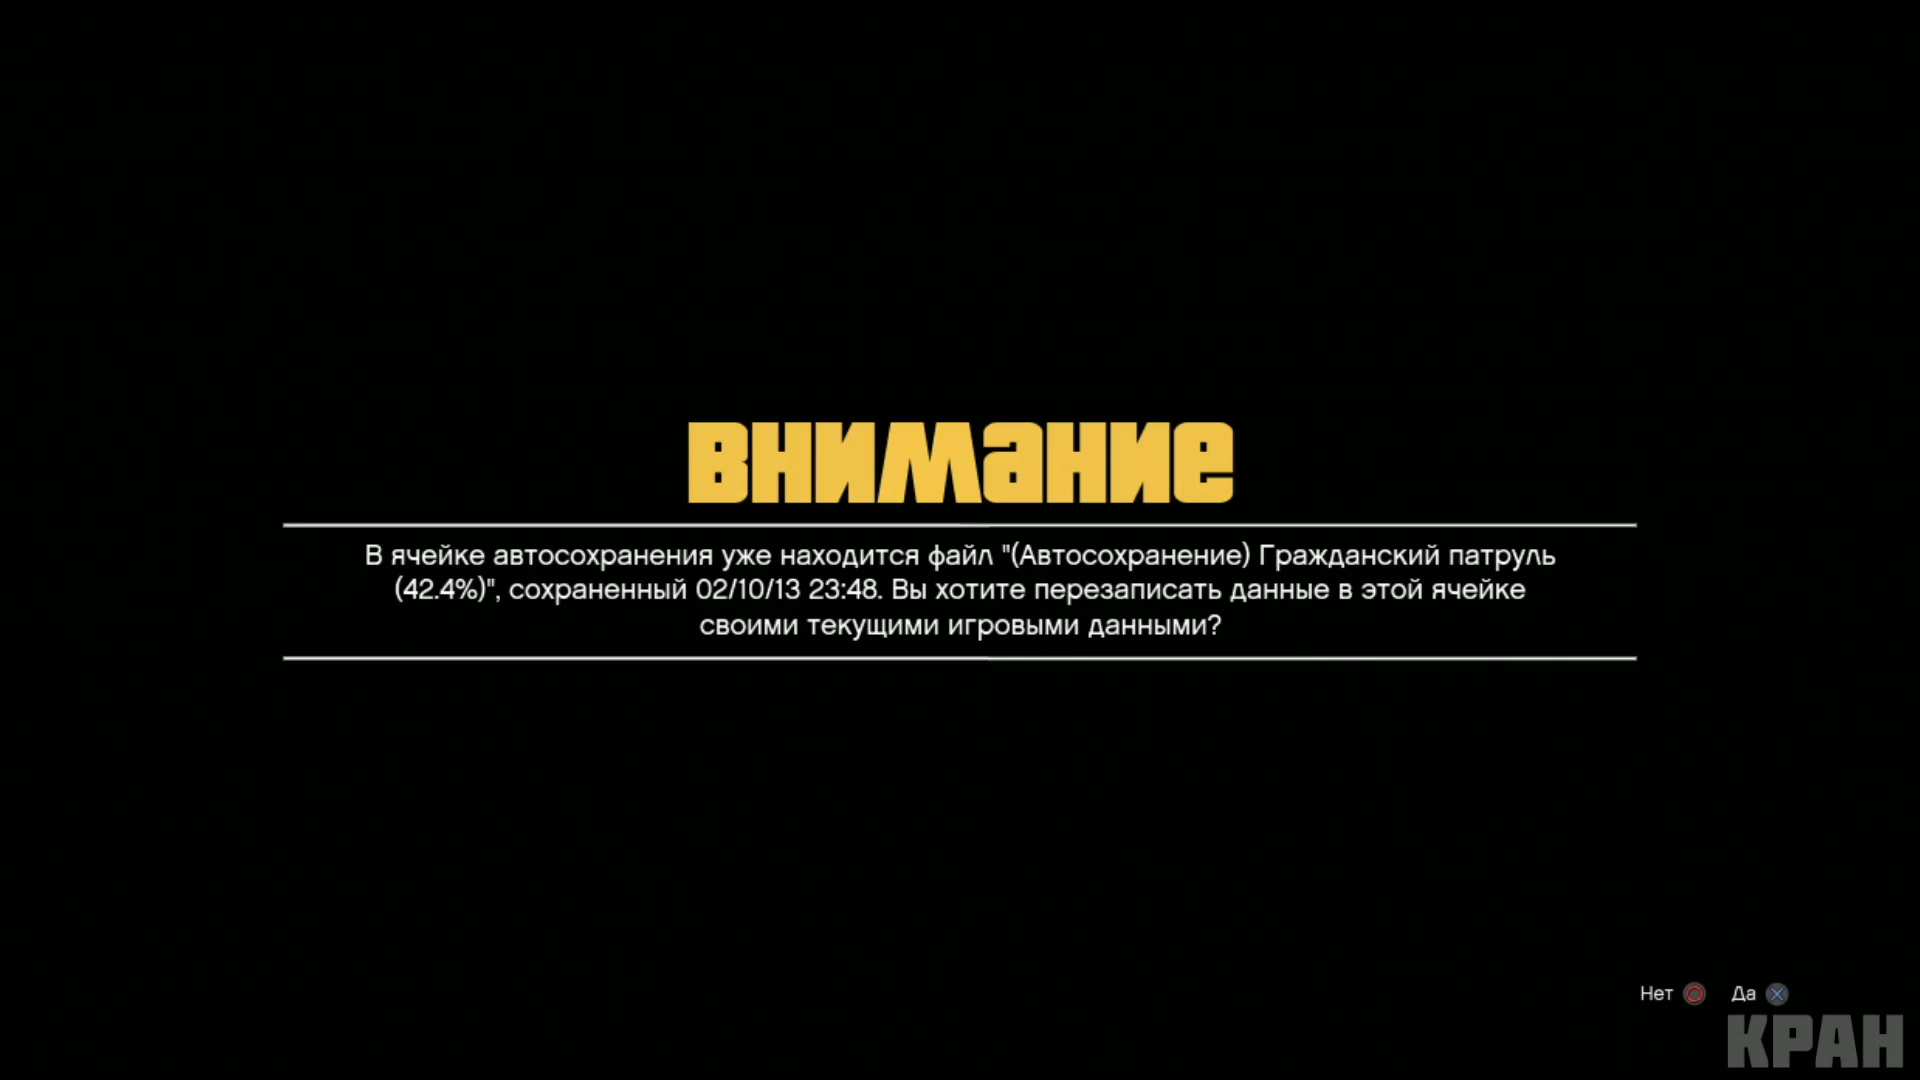 внимание
В ячейке автосохранения уже находится файл "(Автосохранение) Гражданский патруль
(42.4%)", сохраненный 02/10/13 23:48. Вы хотите перезаписать данные в этой ячейке
своими текущими игровыми данными?
Нет Да
КРАН